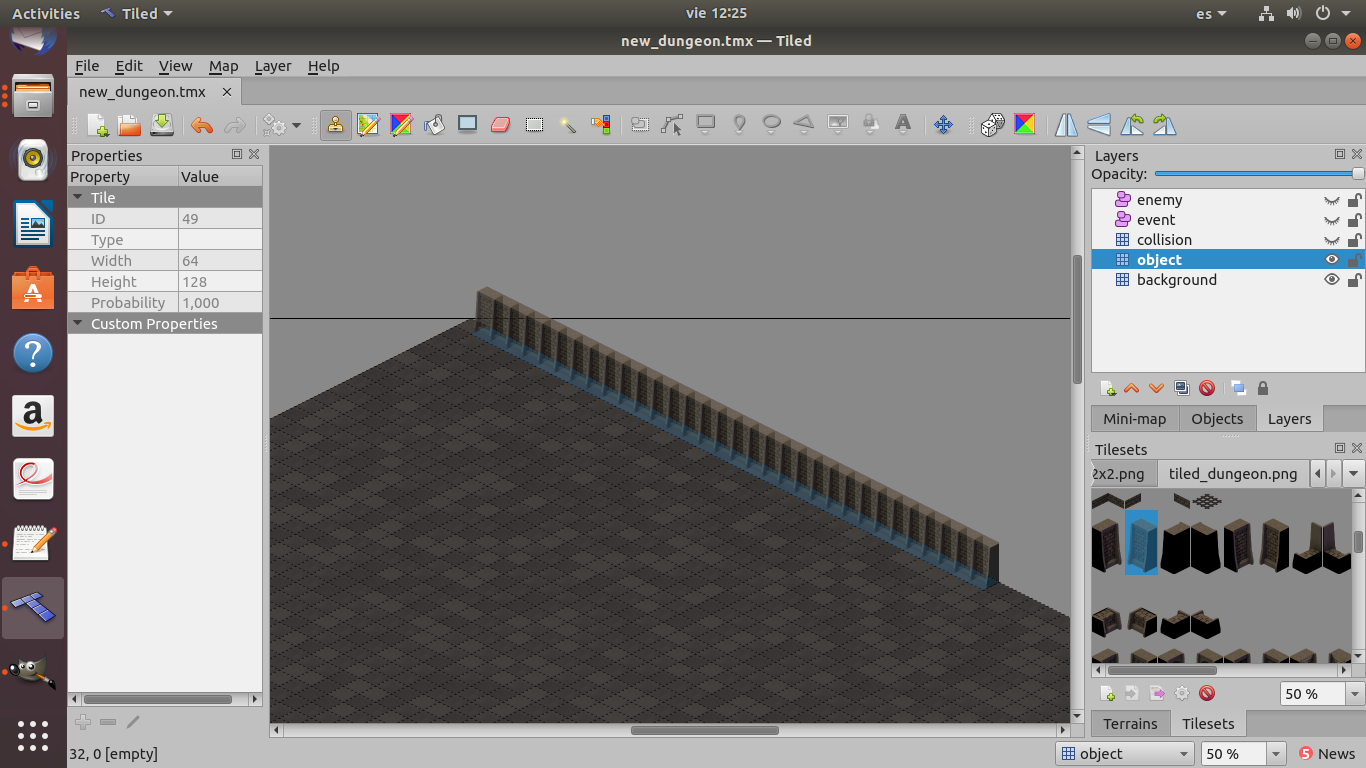 Activities
Tiled
vie 12:25
es
new_dungeon.tmx — Tiled
File Edit View Map Layer Help
new_dungeon.tmx
Properties
Property Value
Tile
ID 49
Type
Width 64
Height 128
Probability 1,000
Custom Properties
32, 0 [empty]
Layers
Opacity:
enemy
event
collision
object
background
Mini-map Objects Layers
Tilesets
2x2.png tiled_dungeon.png
50 %
Terrains Tilesets
object 50 % 5 News